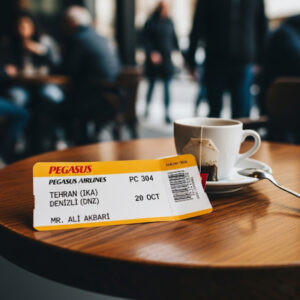 PEGASUS
PEGASUS AIRLINES
PC 304
TEHRAN (IKA)
DENIZLI (DNZ)
20 OCT
MR. ALI AKBARI